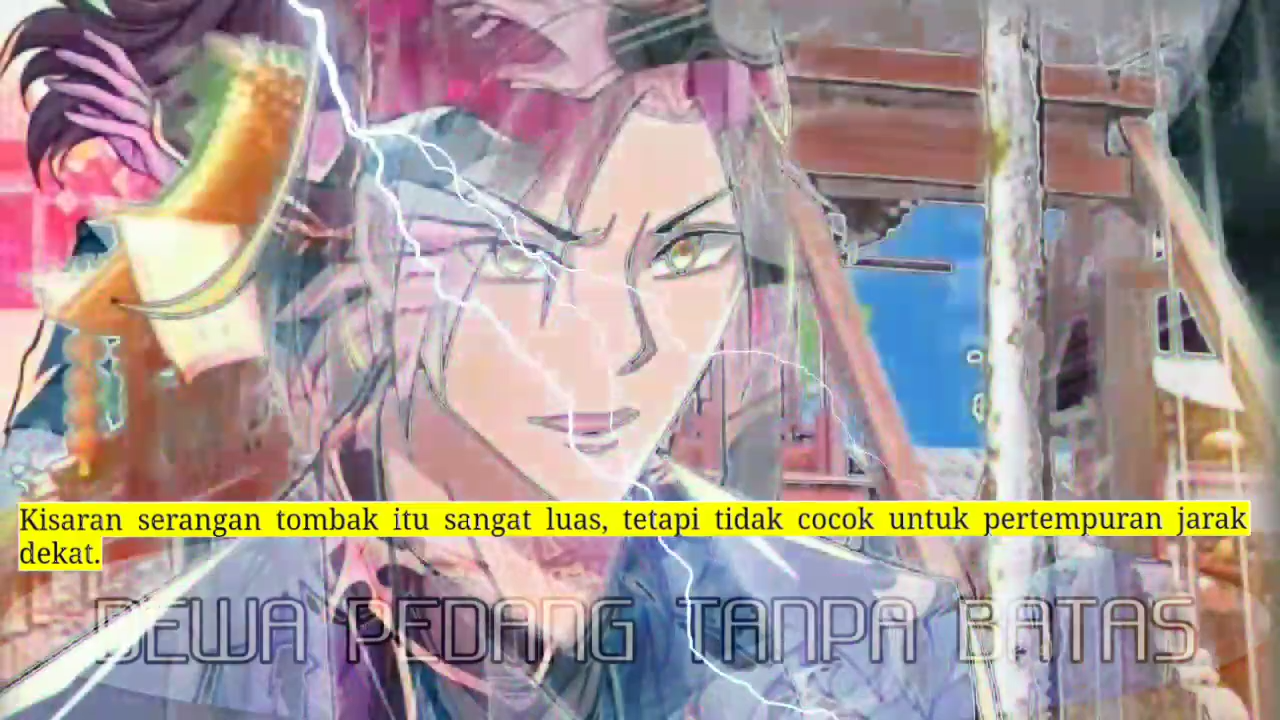 Kisaran serangan tombak itu sangat luas, tetapi tidak cocok untuk pertempuran jarak
dekat.
DEWA PEDANG TANPA BATAS